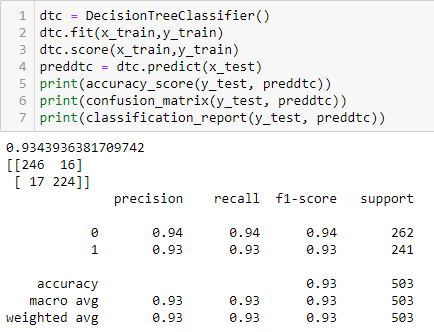 1 dtc = DecisionTreeClassifier()
2 dtc.fit(x_train,y_train)
3 dtc.score(x_train,y_train)
4 preddtc = dtc.predict(x_test)
5 print(accuracy_score(y_test, preddtc))
6 print(confusion_matrix(y_test, preddtc))
7 print(classification_report(y_test, preddtc))
0.9343936381709742
[[246 16]
[ 17 224]]
precision recall f1-score support
0 0.94 0.94 0.94 262
1 0.93 0.93 0.93 241
accuracy 0.93 503
macro avg 0.93 0.93 0.93 503
weighted avg 0.93 0.93 0.93 503